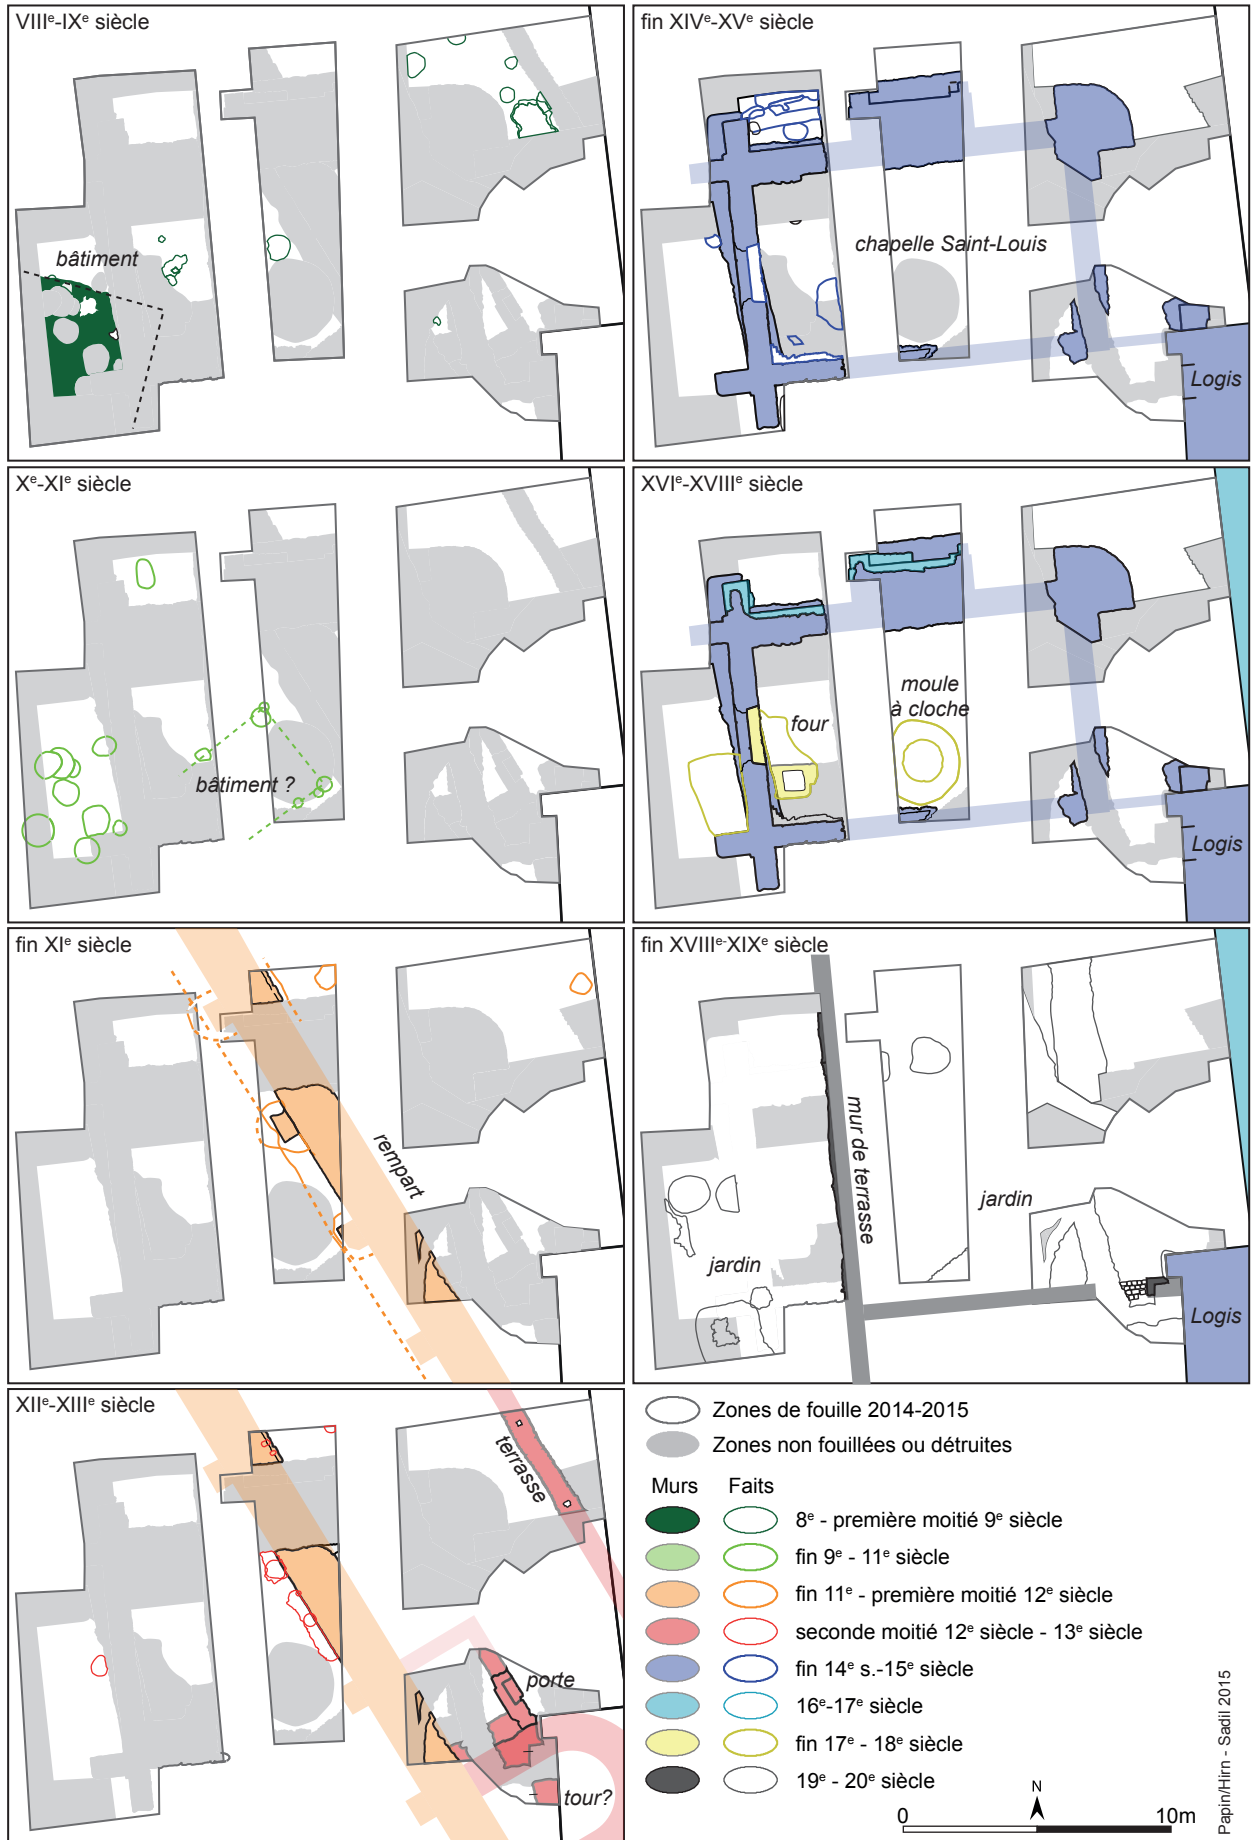 VIIIe-IXe siècle
bâtiment
Xe-XIe siècle
bâtiment ?
fin XIe siècle
rempart
XIIe-XIIIe siècle
terrasse
porte
tour?
fin XIVe-XVe siècle
chapelle Saint-Louis
Logis
XVIe-XVIIIe siècle
four
moule
à cloche
Logis
fin XVIIIe-XIXe siècle
mur de terrasse
jardin
jardin
Logis
Zones de fouille 2014-2015
Zones non fouillées ou détruites
Murs Faits
8e - première moitié 9e siècle
fin 9e - 11e siècle
fin 11e - première moitié 12e siècle
seconde moitié 12e siècle - 13e siècle
fin 14e s.-15e siècle
16e-17e siècle
fin 17e - 18e siècle
19e - 20e siècle
N
0 10m
Papin/Hirn - Sadil 2015